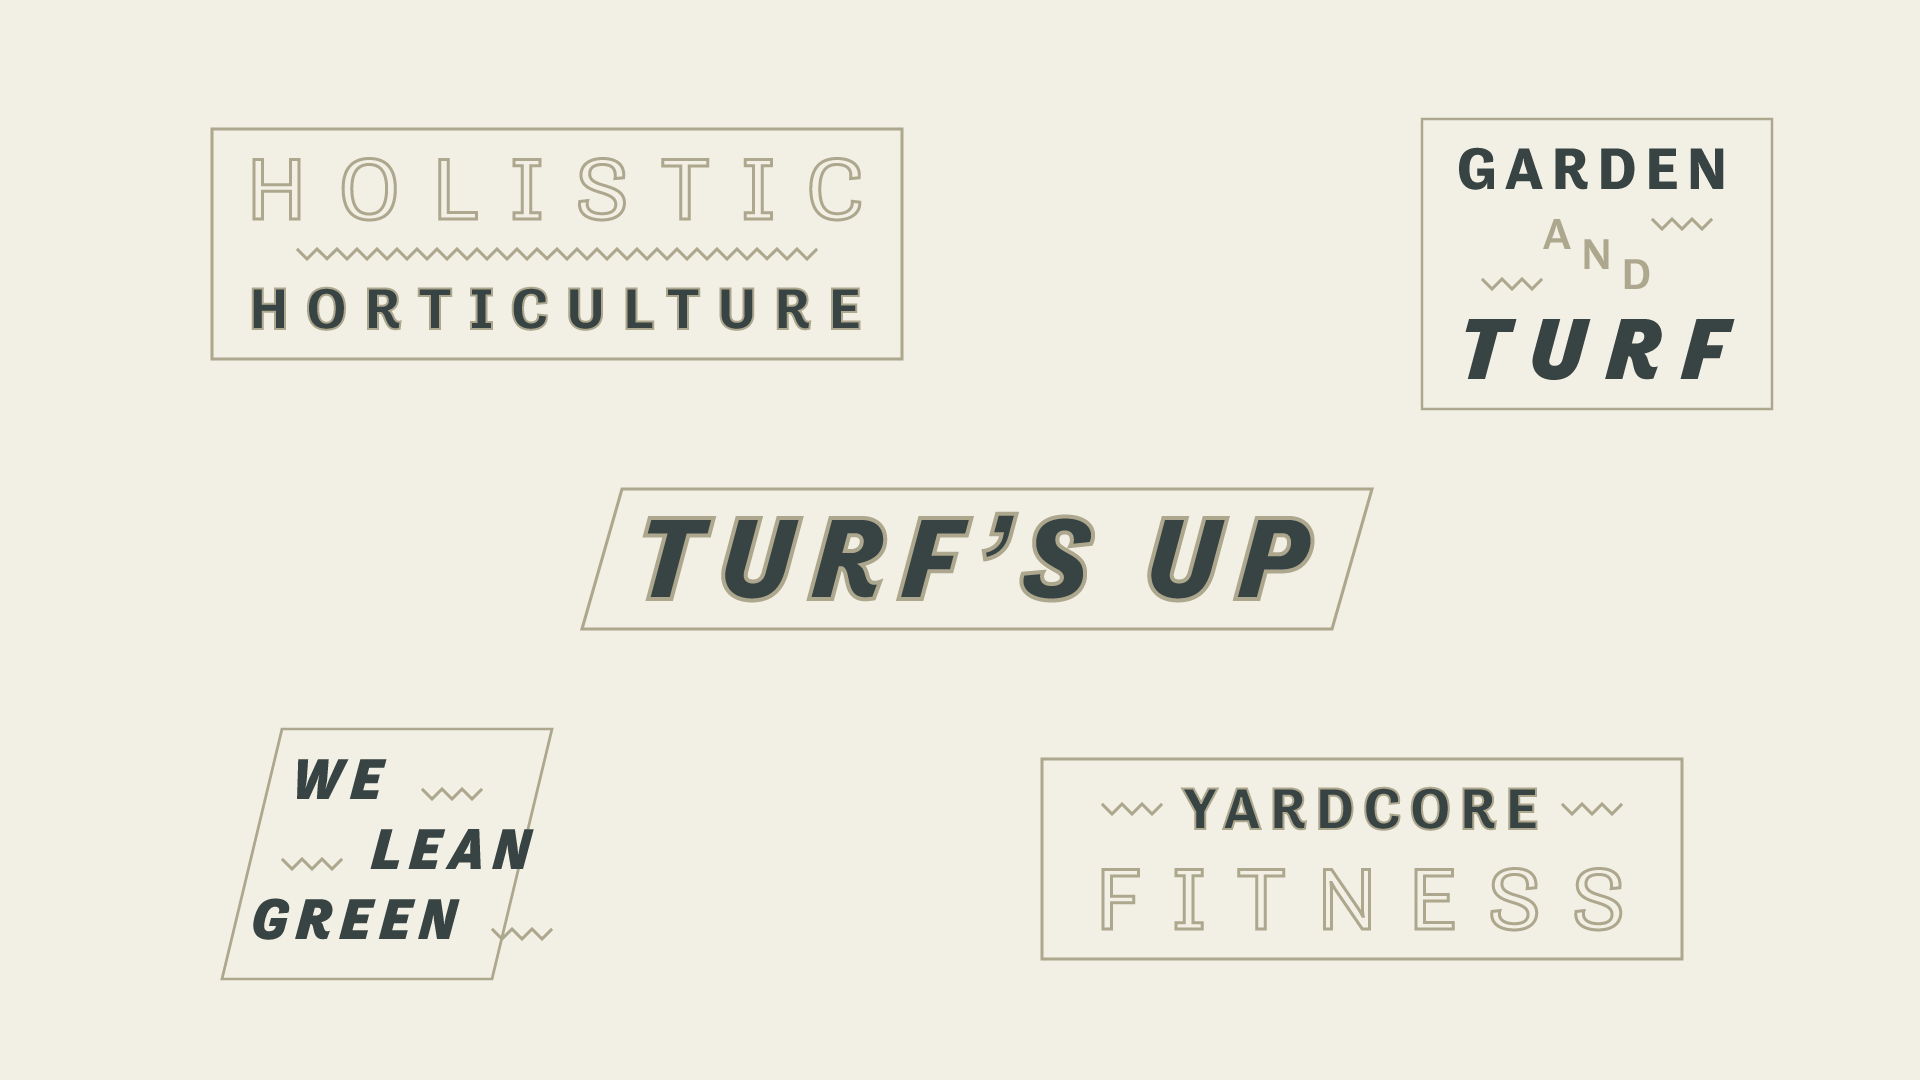 HOLISTIC
HORTICULTURE
GARDEN
AND
TURF
TURF’S UP
WE
LEAN
GREEN
YARDCORE
FITNESS